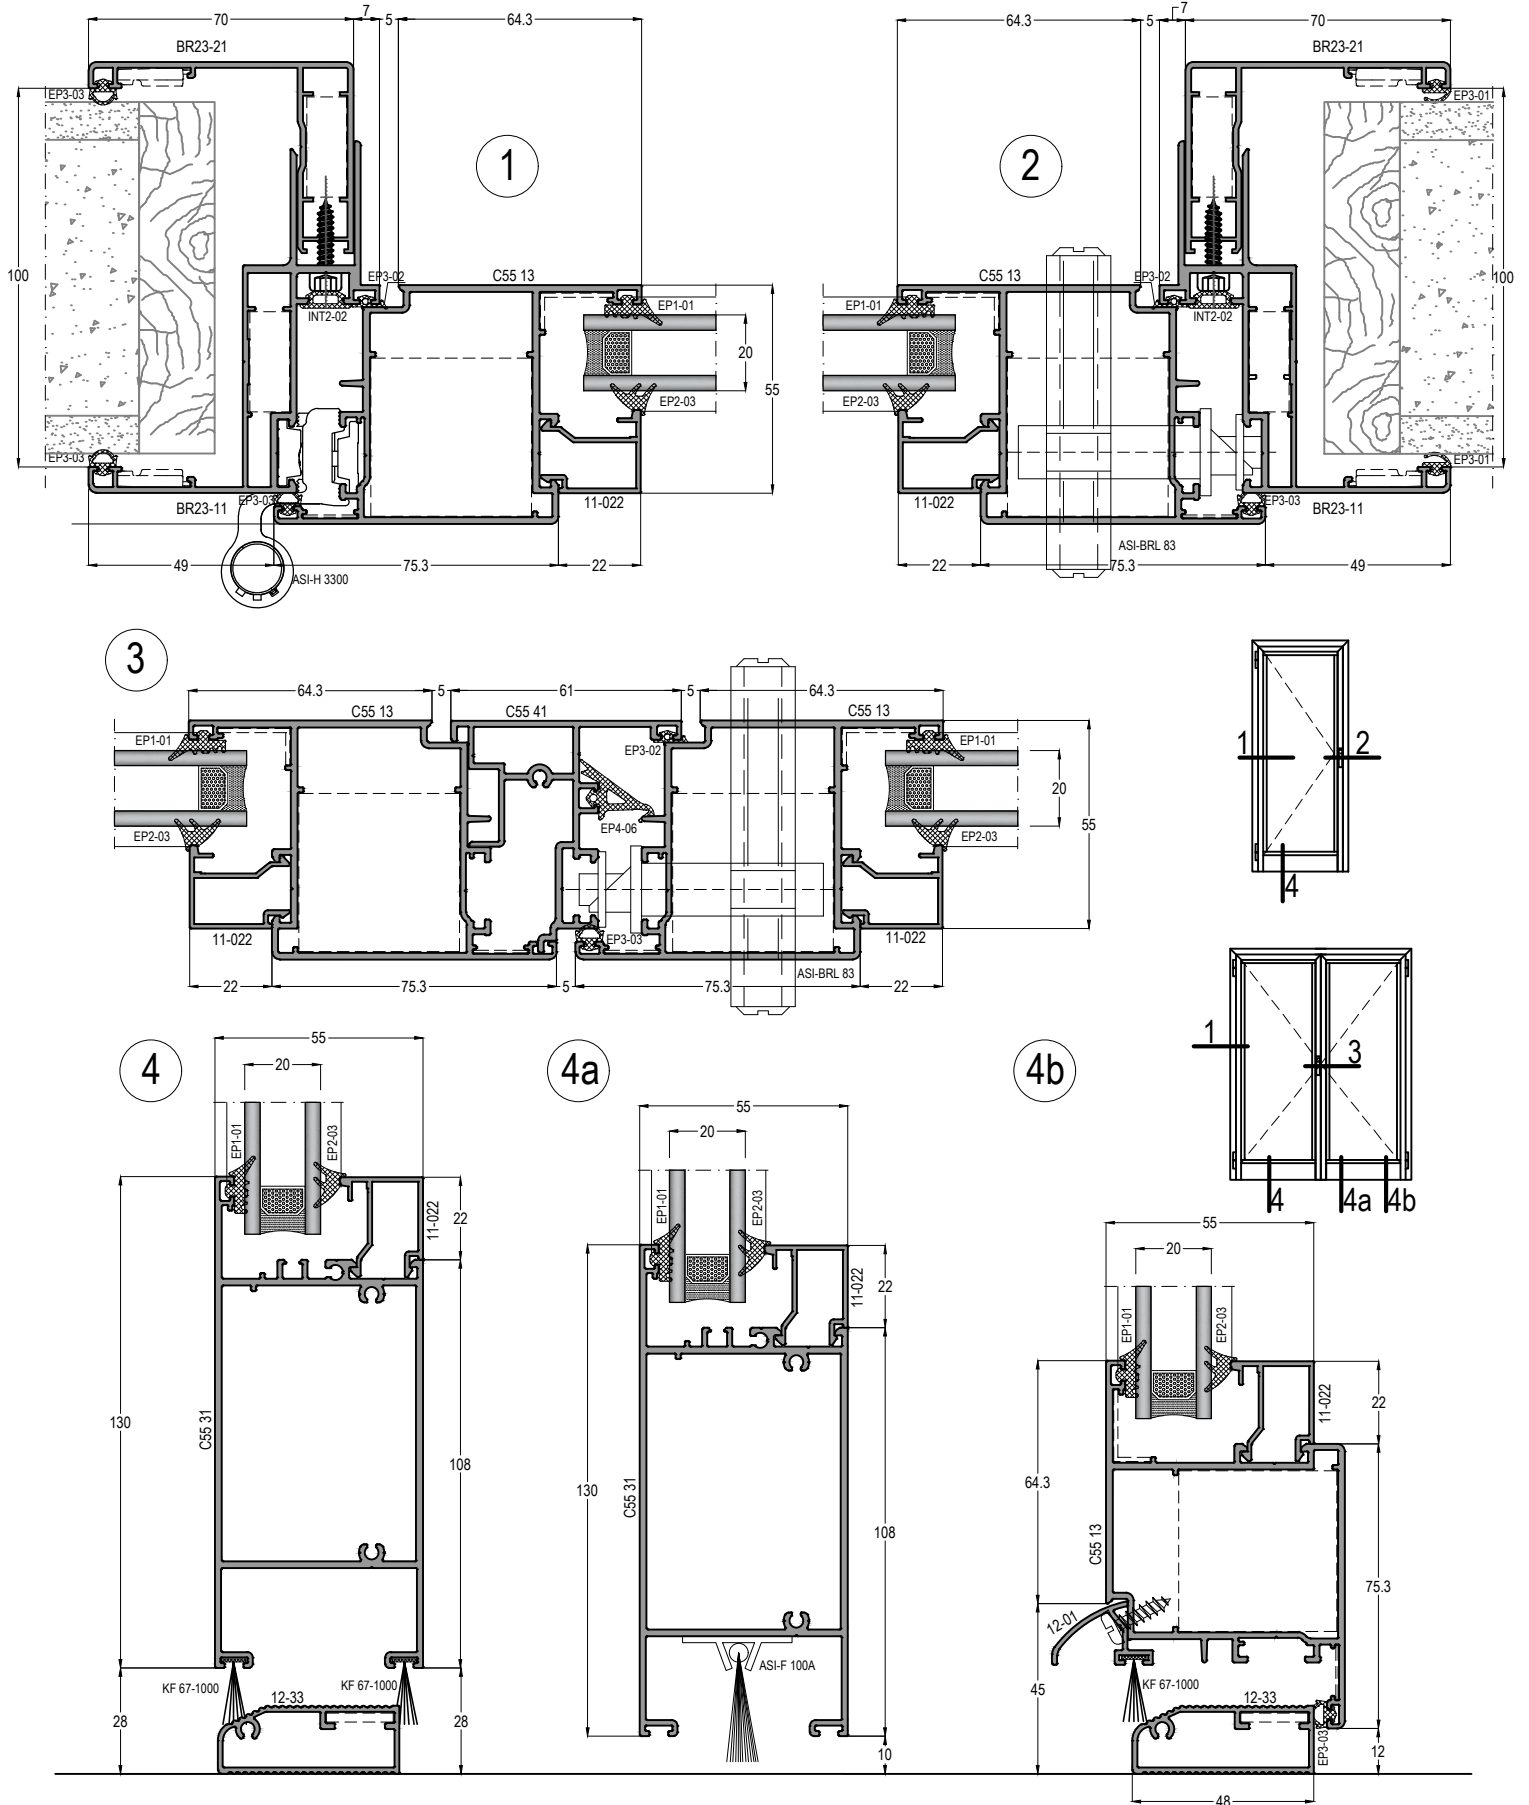 70
7
5
64.3
BR23-21
EP3-03
100
1
EP3-02
C55 13
INT2-02
EP1-01
20
55
EP2-03
EP3-03
EP3-03
BR23-11
11-022
49
75.3
22
ASI-H 3300
64.3
5
7
70
BR23-21
EP3-01
2
C55 13
EP3-02
EP1-01
INT2-02
100
EP2-03
EP3-01
11-022
EP3-03
BR23-11
ASI-BRL 83
22
75.3
49
3
64.3
5
61
5
64.3
C55 13
C55 41
C55 13
EP1-01
EP3-02
EP1-01
20
55
EP4-06
EP2-03
EP2-03
11-022
EP3-03
11-022
ASI-BRL 83
22
75.3
5
75.3
22
1
2
4
1
3
4
4a
4b
4
55
20
EP1-01
EP2-03
11-022
22
130
C55 31
108
KF 67-1000
KF 67-1000
12-33
28
28
4a
55
20
EP1-01
EP2-03
11-022
22
130
C55 31
108
ASI-F 100A
10
4b
55
20
EP1-01
EP2-03
11-022
22
64.3
C55 13
75.3
12-01
45
KF 67-1000
12-33
EP3-03
12
48